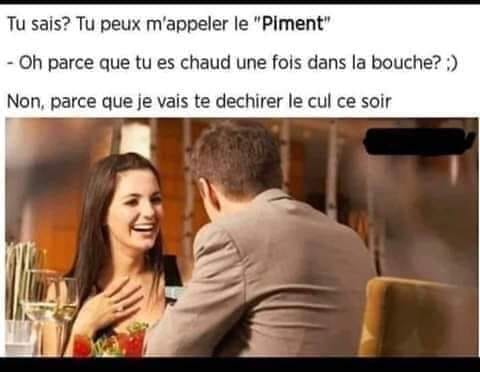 Tu sais? Tu peux m'appeler le "Piment"
- Oh parce que tu es chaud une fois dans la bouche? ;)
Non, parce que je vais te dechirer le cul ce soir